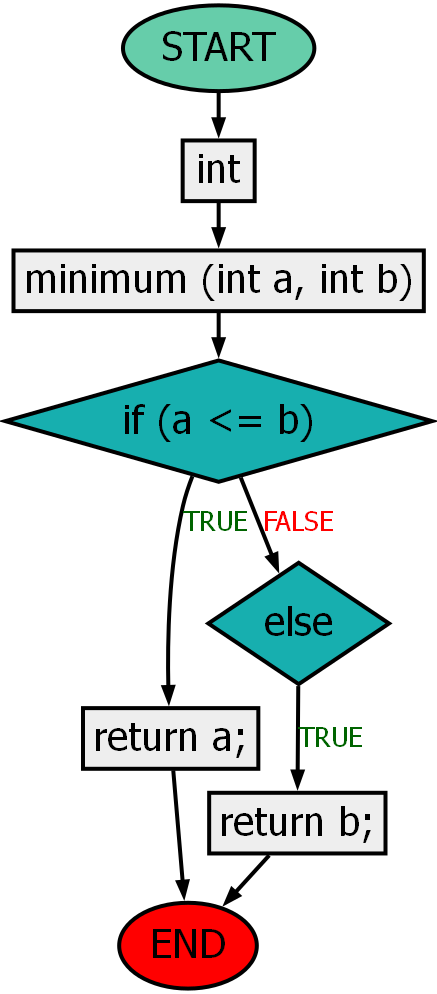 START
int
minimum (int a, int b)
if (a <= b)
TRUE
FALSE
else
return a;
TRUE
return b;
END